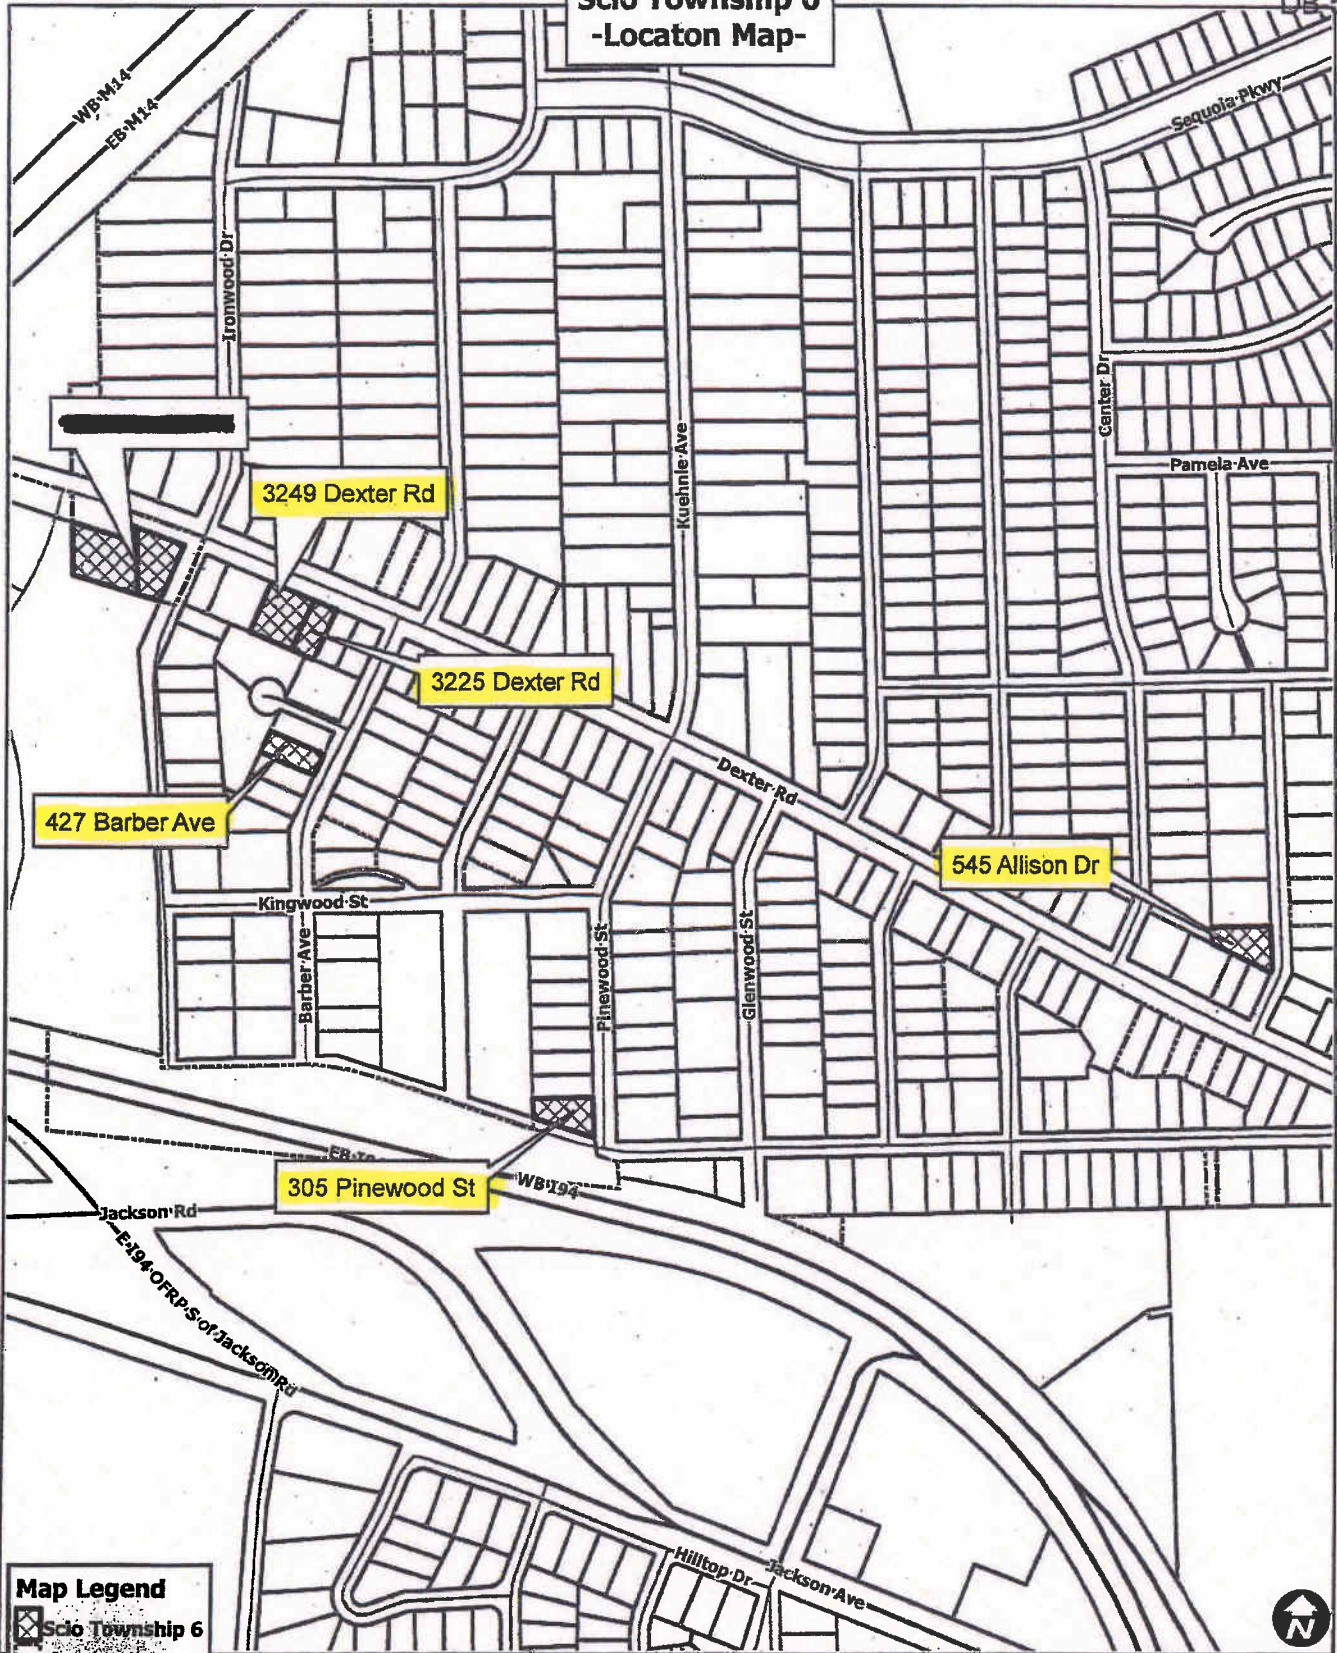 Scio Township 6
-Locaton Map-
WB M14
EB M14
Sequoia Pkwy
Ironwood Dr
Center Dr
Kuehnle Ave
Pamela Ave
3249 Dexter Rd
3225 Dexter Rd
Dexter Rd
427 Barber Ave
545 Allison Dr
Kingwood St
Barber Ave
Pinewood St
Glenwood St
305 Pinewood St
WB I94
Jackson Rd
E I94 OFRP S of Jackson Rd
Hilltop Dr
Jackson Ave
Map Legend
Scio Township 6
N